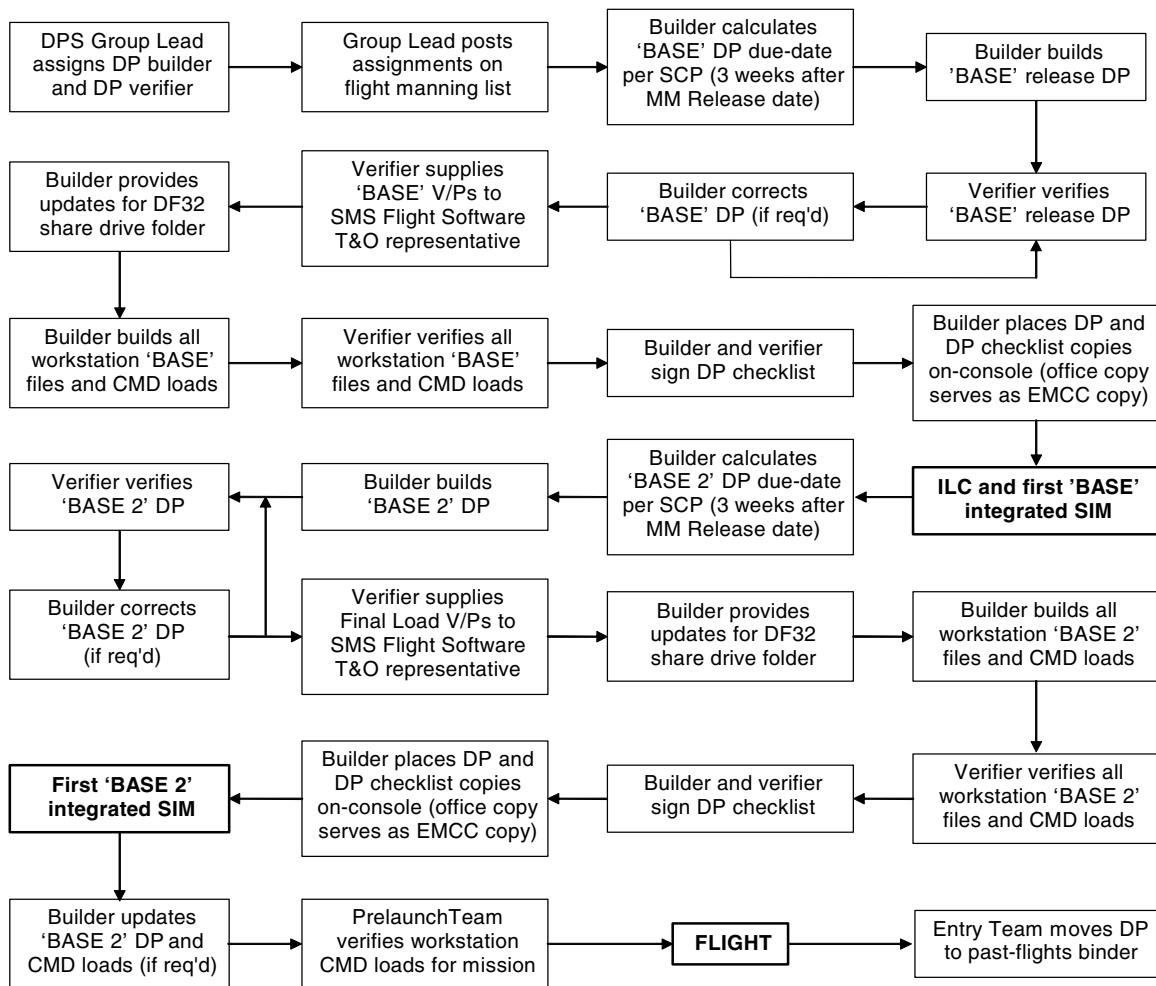 DPS Group Lead
assigns DP builder
and DP verifier
Group Lead posts
assignments on
flight manning list
Builder calculates
‘BASE’ DP due-date
per SCP (3 weeks after
MM Release date)
Builder builds
’BASE’ release DP
Verifier verifies
‘BASE’ release DP
Builder corrects
‘BASE’ DP (if req'd)
Verifier supplies
‘BASE’ V/Ps to
SMS Flight Software
T&O representative
Builder provides
updates for DF32
share drive folder
Builder builds all
workstation ‘BASE’
files and CMD loads
Verifier verifies all
workstation ‘BASE’
files and CMD loads
Builder and verifier
sign DP checklist
Builder places DP and
DP checklist copies
on-console (office copy
serves as EMCC copy)
ILC and first ’BASE’
integrated SIM
Builder calculates
‘BASE 2’ DP due-date
per SCP (3 weeks after
MM Release date)
Builder builds
‘BASE 2’ DP
Verifier verifies
‘BASE 2’ DP
Builder corrects
‘BASE 2’ DP
(if req'd)
Verifier supplies
Final Load V/Ps to
SMS Flight Software
T&O representative
Builder provides
updates for DF32
share drive folder
Builder builds all
workstation ‘BASE 2’
files and CMD loads
Verifier verifies all
workstation ‘BASE 2’
files and CMD loads
Builder and verifier
sign DP checklist
Builder places DP and
DP checklist copies
on-console (office copy
serves as EMCC copy)
First ‘BASE 2’
integrated SIM
Builder updates
‘BASE 2’ DP and
CMD loads (if req'd)
PrelaunchTeam
verifies workstation
CMD loads for mission
FLIGHT
Entry Team moves DP
to past-flights binder